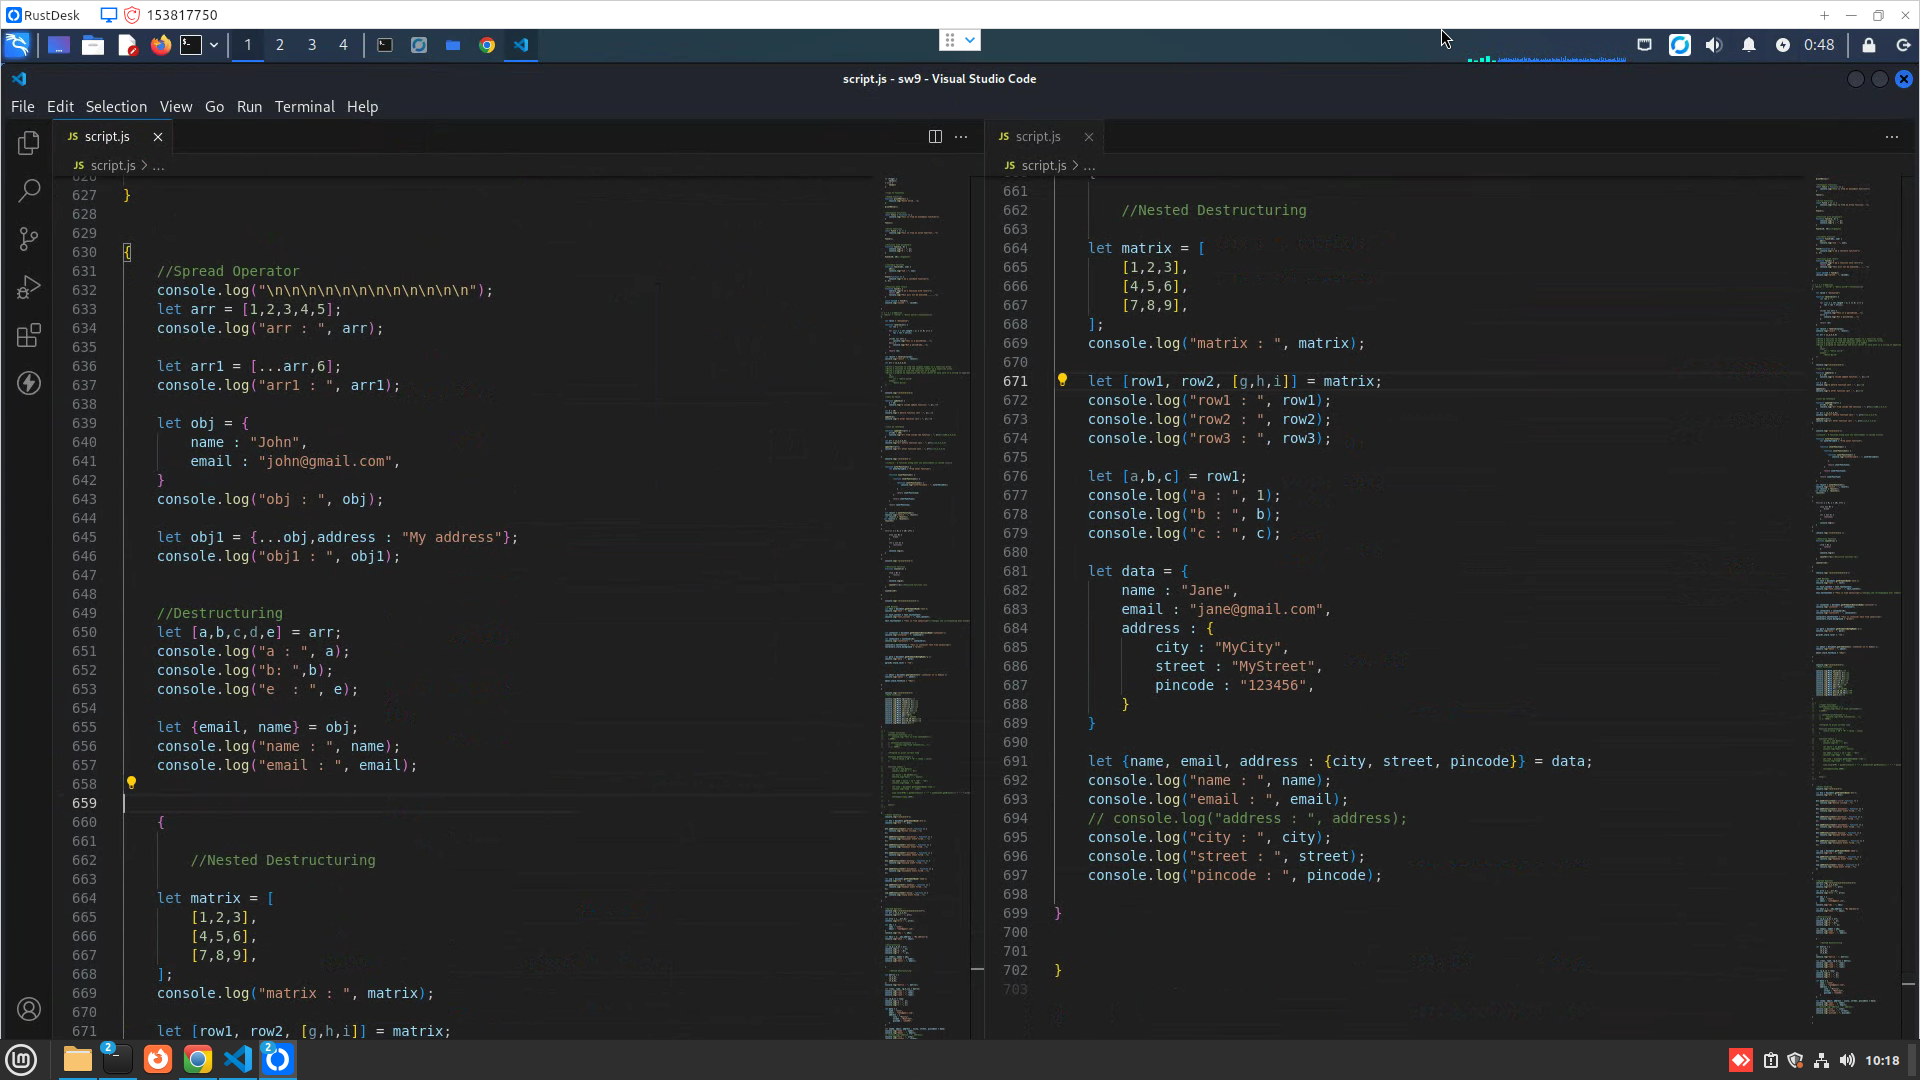 RustDesk 153817750
1 2 3 4 0:48
script.js - sw9 - Visual Studio Code
File Edit Selection View Go Run Terminal Help
JS script.js
JS script.js > ...
627 }
628
629
630 {
631 //Spread Operator
632 console.log("\n\n\n\n\n\n\n\n\n\n\n\n");
633 let arr = [1,2,3,4,5];
634 console.log("arr : ", arr);
635
636 let arr1 = [...arr,6];
637 console.log("arr1 : ", arr1);
638
639 let obj = {
640 name : "John",
641 email : "john@gmail.com",
642 }
643 console.log("obj : ", obj);
644
645 let obj1 = {...obj,address : "My address"};
646 console.log("obj1 : ", obj1);
647
648
649 //Destructuring
650 let [a,b,c,d,e] = arr;
651 console.log("a : ", a);
652 console.log("b: ",b);
653 console.log("e  : ", e);
654
655 let {email, name} = obj;
656 console.log("name : ", name);
657 console.log("email : ", email);
658
659
660 {
661
662 //Nested Destructuring
663
664 let matrix = [
665 [1,2,3],
666 [4,5,6],
667 [7,8,9],
668 ];
669 console.log("matrix : ", matrix);
670
671 let [row1, row2, [g,h,i]] = matrix;
JS script.js
JS script.js > ...
661
662 //Nested Destructuring
663
664 let matrix = [
665 [1,2,3],
666 [4,5,6],
667 [7,8,9],
668 ];
669 console.log("matrix : ", matrix);
670
671 let [row1, row2, [g,h,i]] = matrix;
672 console.log("row1 : ", row1);
673 console.log("row2 : ", row2);
674 console.log("row3 : ", row3);
675
676 let [a,b,c] = row1;
677 console.log("a : ", 1);
678 console.log("b : ", b);
679 console.log("c : ", c);
680
681 let data = {
682 name : "Jane",
683 email : "jane@gmail.com",
684 address : {
685 city : "MyCity",
686 street : "MyStreet",
687 pincode : "123456",
688 }
689 }
690
691 let {name, email, address : {city, street, pincode}} = data;
692 console.log("name : ", name);
693 console.log("email : ", email);
694 // console.log("address : ", address);
695 console.log("city : ", city);
696 console.log("street : ", street);
697 console.log("pincode : ", pincode);
698
699 }
700
701
702 }
703
2 2 10:18